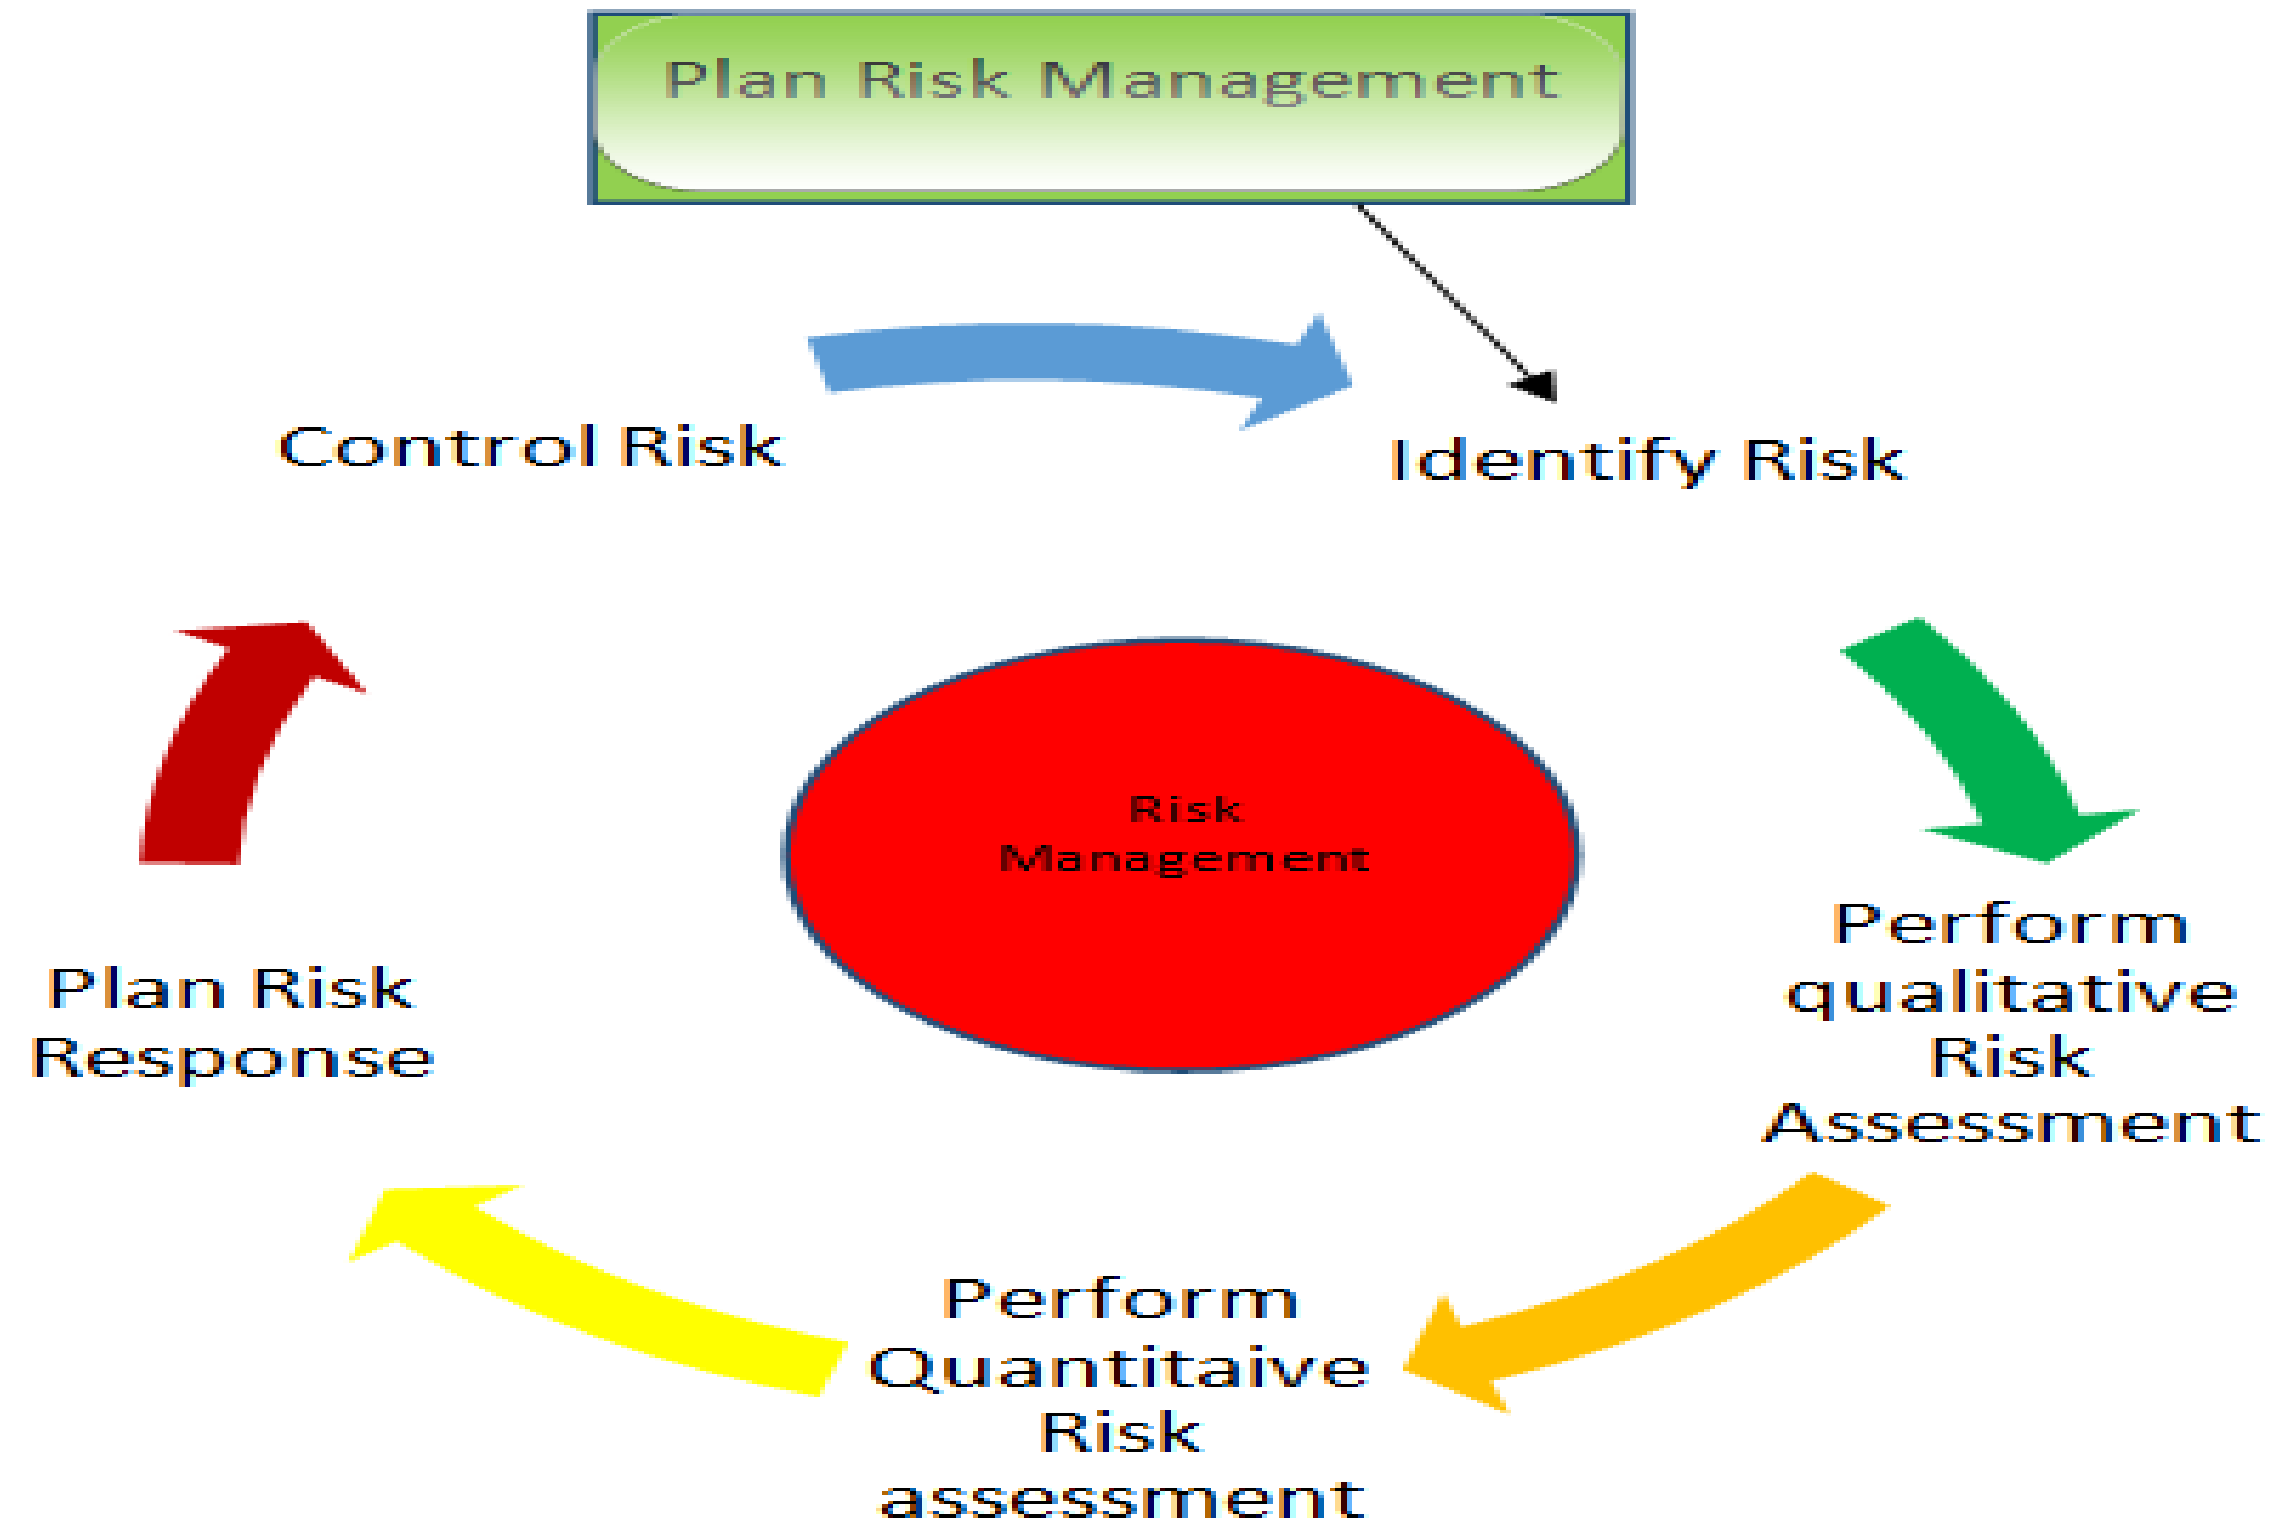 Plan Risk Management
Control Risk
Identify Risk
Risk
Management
Perform
qualitative
Risk
Assessment
Plan Risk
Response
Perform
Quantitaive
Risk
assessment